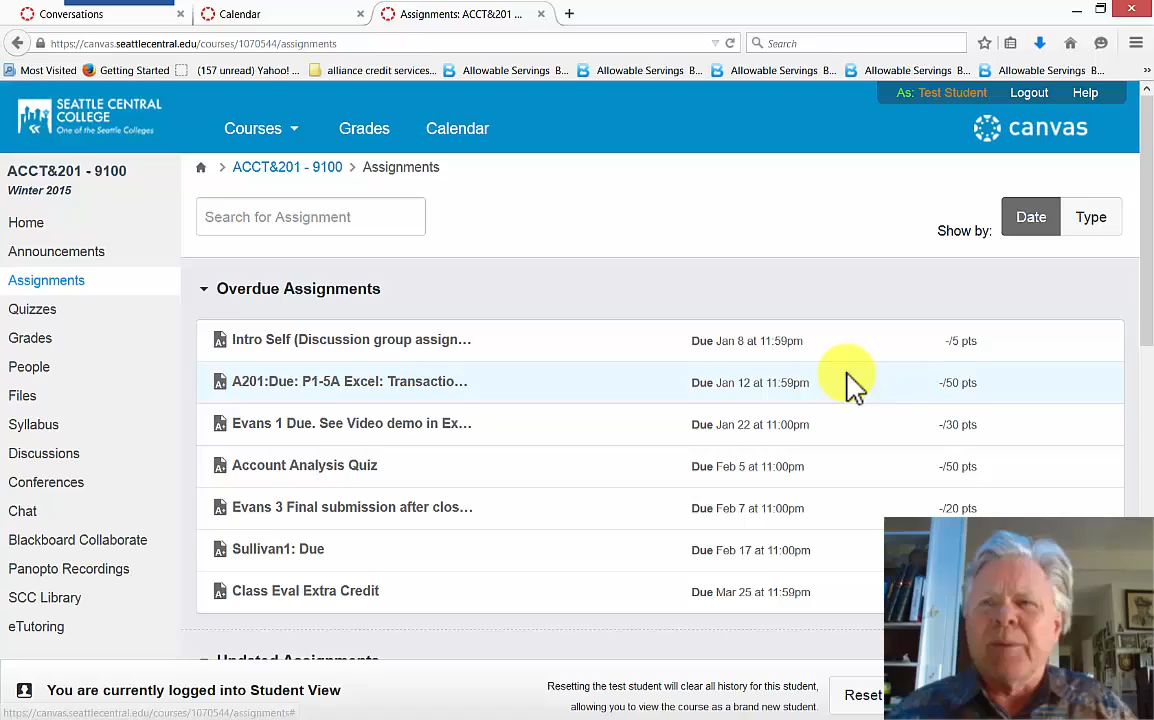 Conversations
Calendar
Assignments: ACCT&201 ...
https://canvas.seattlecentral.edu/courses/1070544/assignments
Search
Most Visited
Getting Started
(157 unread) Yahoo! ...
alliance credit services...
Allowable Servings B...
Allowable Servings B...
Allowable Servings B...
Allowable Servings B...
Allowable Servings B...
As: Test Student
Logout
Help
SEATTLE CENTRAL
COLLEGE
One of the Seattle Colleges
Courses
Grades
Calendar
canvas
ACCT&201 - 9100
Winter 2015
Home
Announcements
Assignments
Quizzes
Grades
People
Files
Syllabus
Discussions
Conferences
Chat
Blackboard Collaborate
Panopto Recordings
SCC Library
eTutoring
ACCT&201 - 9100 > Assignments
Search for Assignment
Show by:
Date
Type
Overdue Assignments
Intro Self (Discussion group assign... Due Jan 8 at 11:59pm -/5 pts
A201:Due: P1-5A Excel: Transactio... Due Jan 12 at 11:59pm -/50 pts
Evans 1 Due. See Video demo in Ex... Due Jan 22 at 11:00pm -/30 pts
Account Analysis Quiz Due Feb 5 at 11:00pm -/50 pts
Evans 3 Final submission after clos... Due Feb 7 at 11:00pm -/20 pts
Sullivan1: Due Due Feb 17 at 11:00pm
Class Eval Extra Credit Due Mar 25 at 11:59pm
Updated Assignments
You are currently logged into Student View
Resetting the test student will clear all history for this student,
allowing you to view the course as a brand new student.
Reset
https://canvas.seattlecentral.edu/courses/1070544/assignments#